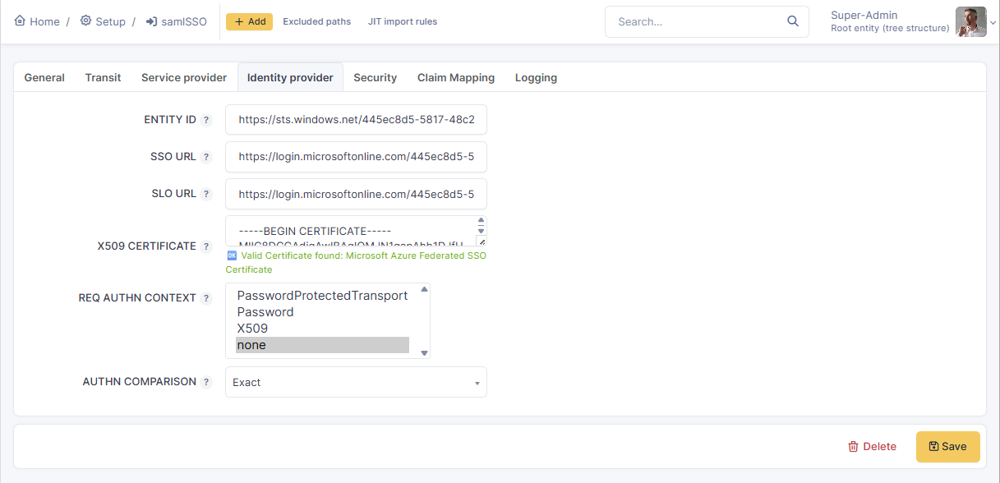 Home / Setup / samlSSO
Add
Excluded paths
JIT import rules
Search...
Super-Admin
Root entity (tree structure)
General
Transit
Service provider
Identity provider
Security
Claim Mapping
Logging
ENTITY ID ?
https://sts.windows.net/445ec8d5-5817-48c2
SSO URL ?
https://login.microsoftonline.com/445ec8d5-5
SLO URL ?
https://login.microsoftonline.com/445ec8d5-5
X509 CERTIFICATE ?
-----BEGIN CERTIFICATE-----
OK Valid Certificate found: Microsoft Azure Federated SSO
Certificate
REQ AUTHN CONTEXT ?
PasswordProtectedTransport
Password
X509
none
AUTHN COMPARISON ?
Exact
Delete
Save